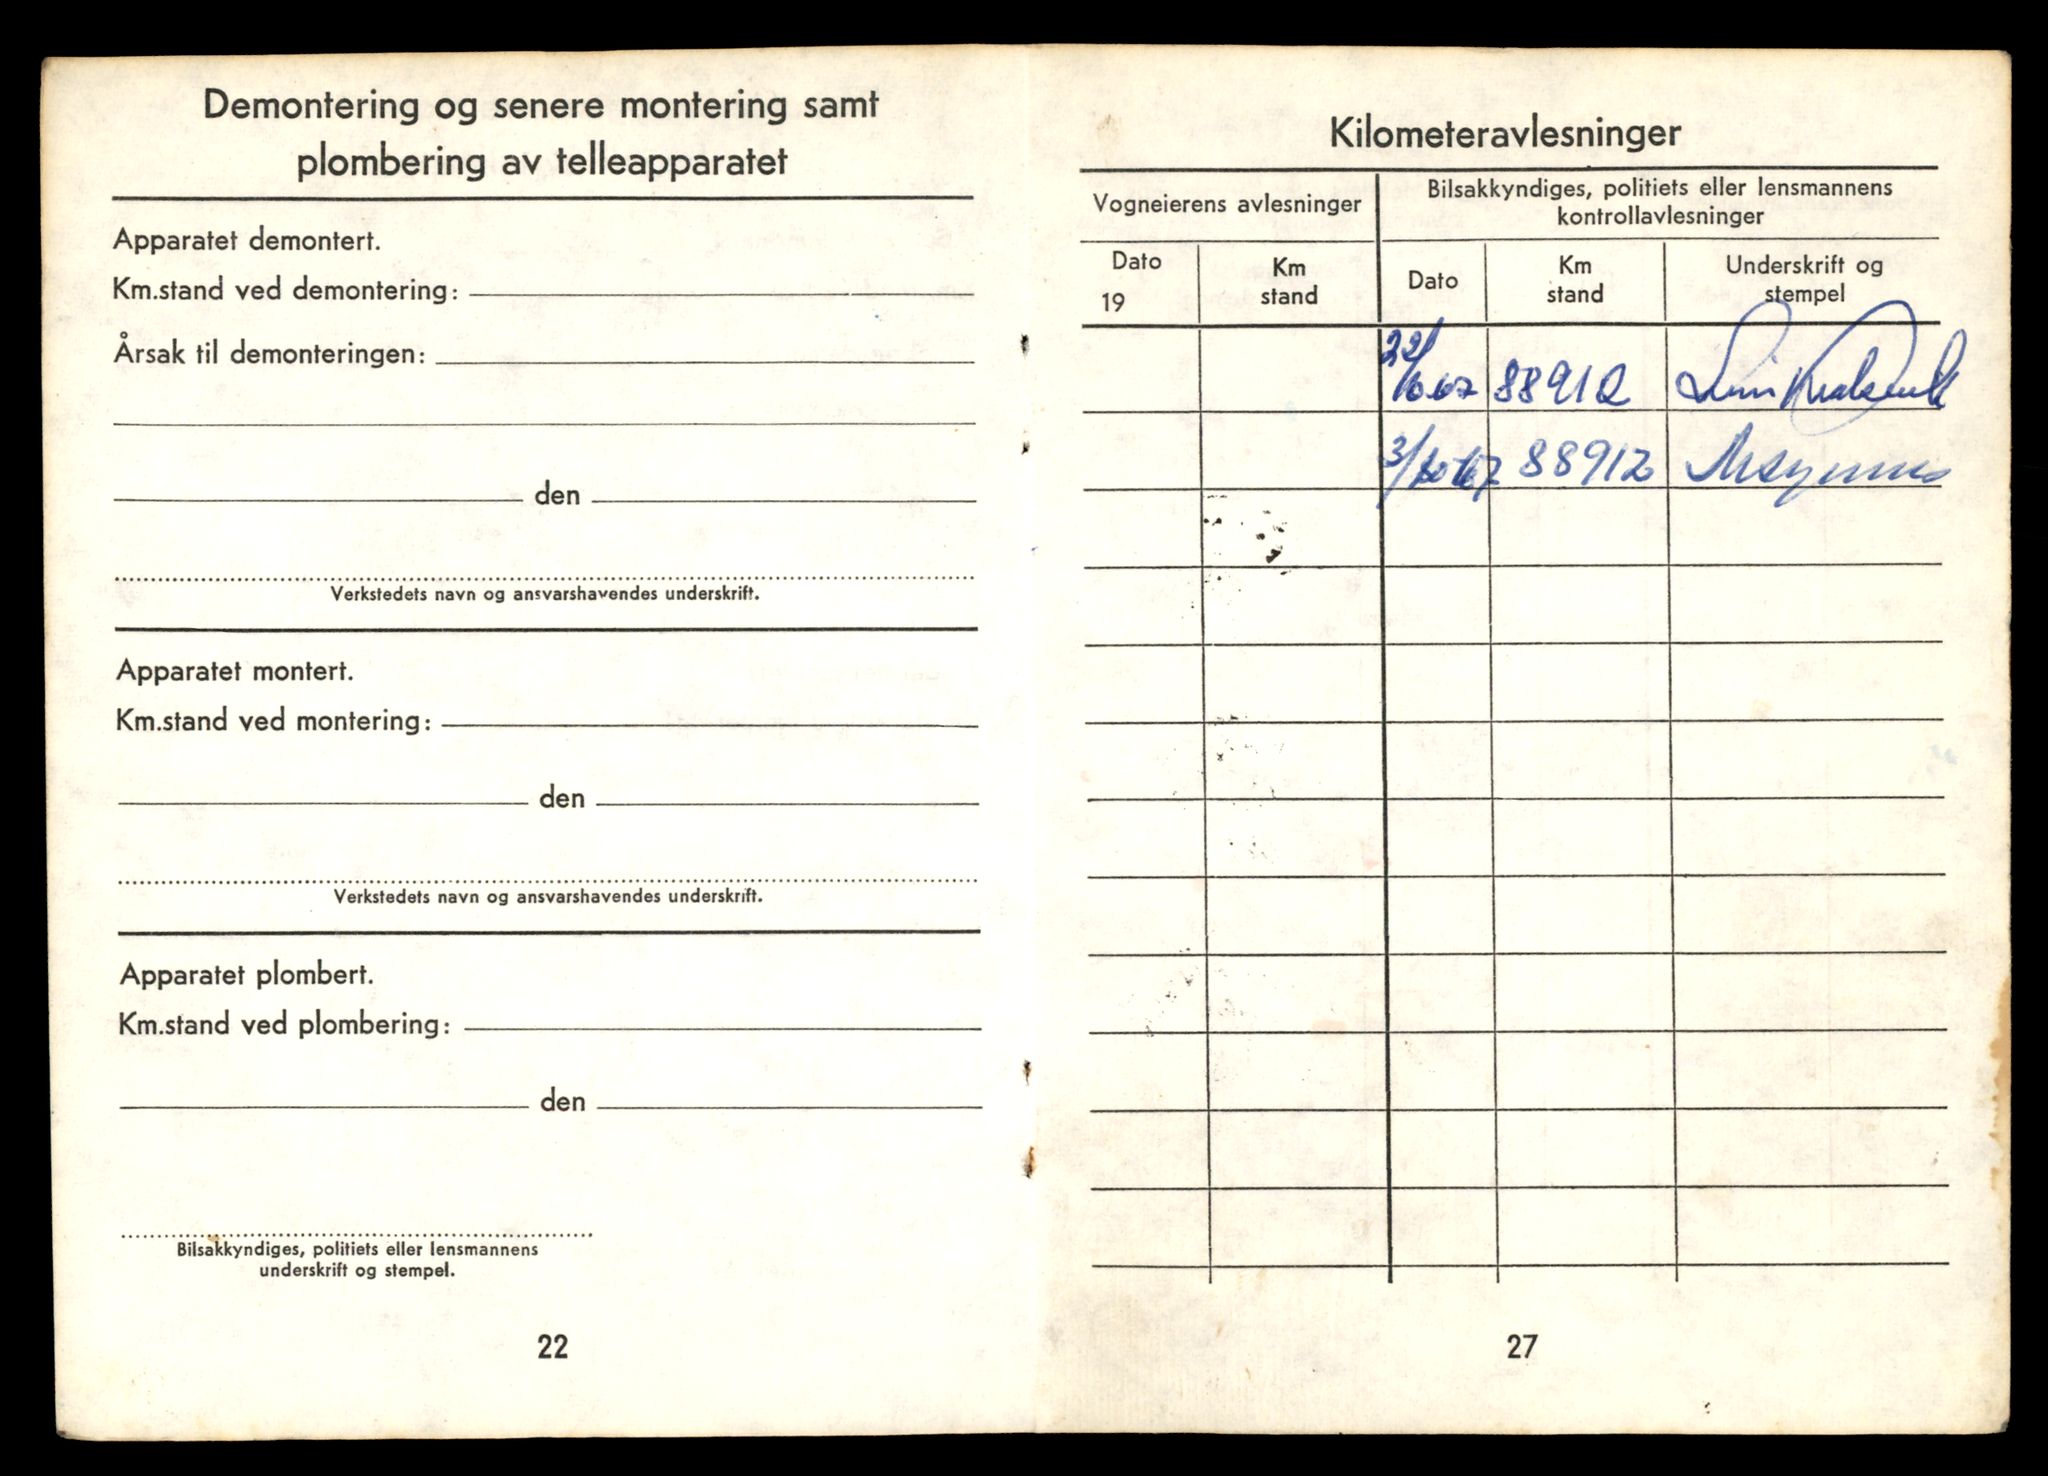 Demontering og senere montering samt
plombering av telleapparatet
Apparatet demontert.
Km.stand ved demontering:
Årsak til demonteringen:
den
Verkstedets navn og ansvarshavendes underskrift.
Apparatet montert.
Km.stand ved montering:
den
Verkstedets navn og ansvarshavendes underskrift.
Apparatet plombert.
Km.stand ved plombering:
den
Bilsakkyndiges, politiets eller lensmannens
underskrift og stempel.
22
Kilometeravlesninger
Vogneierens avlesninger
Bilsakkyndiges, politiets eller lensmannens
kontrollavlesninger
Dato
19
Km
stand
Dato
Km
stand
Underskrift og
stempel
88912
88912
27